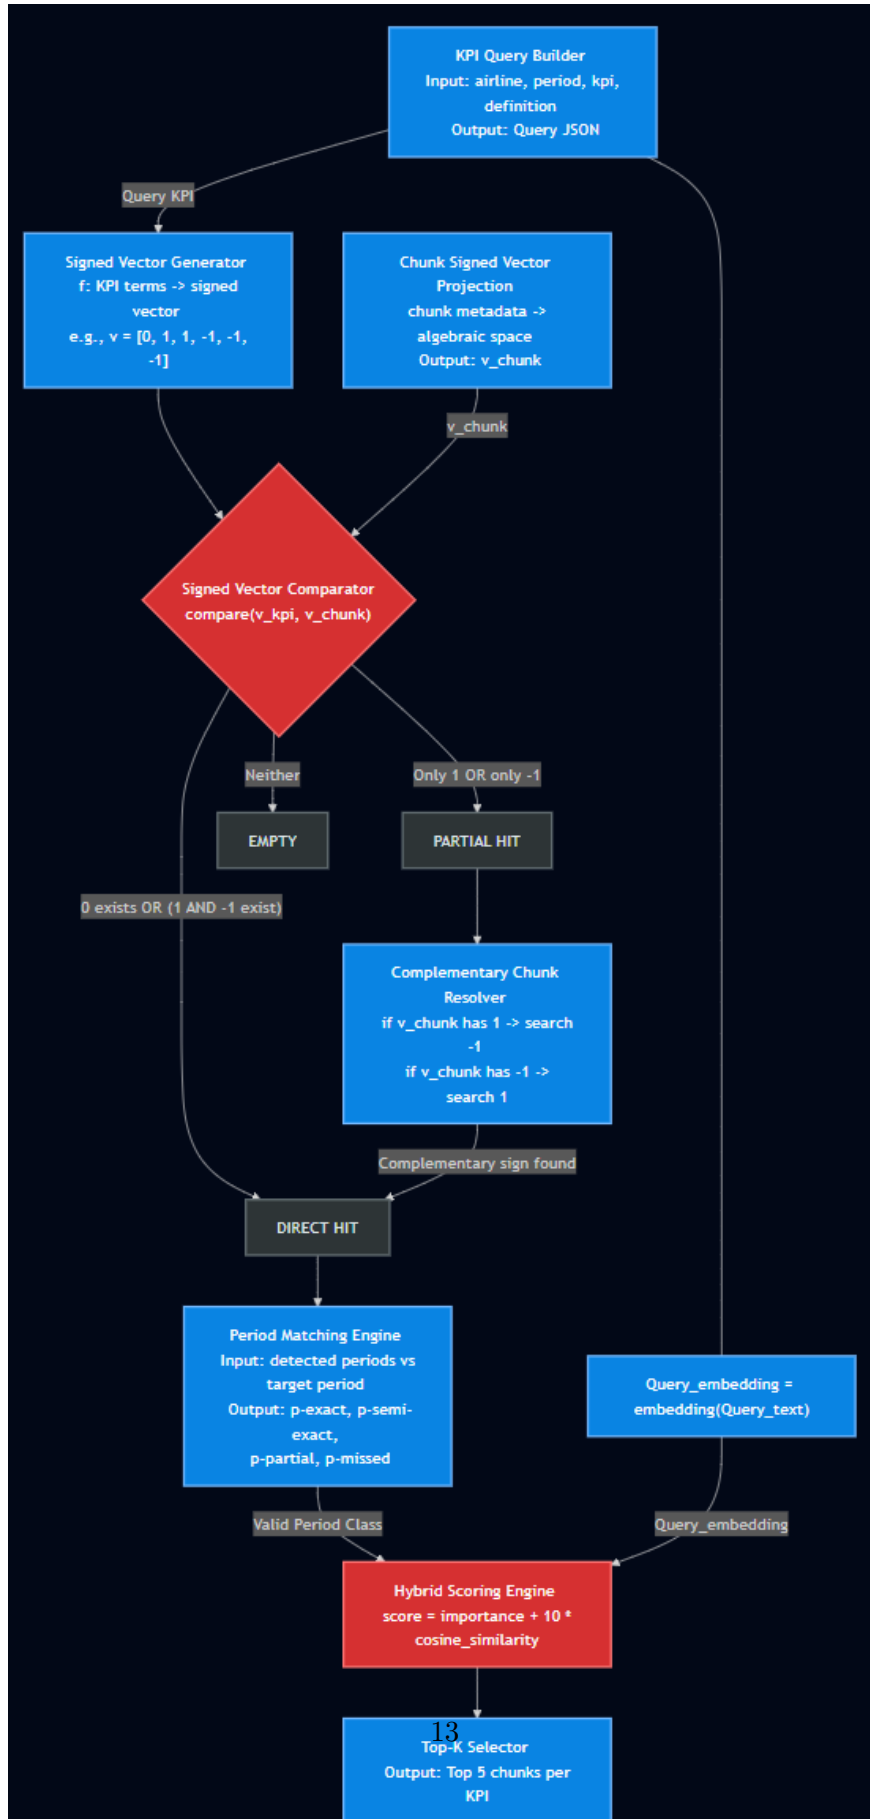 KPI Query Builder
Input: airline, period, kpi,
definition
Output: Query JSON
Query KPI
Signed Vector Generator
f: KPI terms -> signed
vector
e.g., v = [0, 1, 1, -1, -1,
-1]
Chunk Signed Vector
Projection
chunk metadata ->
algebraic space
Output: v_chunk
v_chunk
Signed Vector Comparator
compare(v_kpi, v_chunk)
Neither
Only 1 OR only -1
EMPTY
PARTIAL HIT
0 exists OR (1 AND -1 exist)
Complementary Chunk
Resolver
if v_chunk has 1 -> search
-1
if v_chunk has -1 ->
search 1
Complementary sign found
DIRECT HIT
Period Matching Engine
Input: detected periods vs
target period
Output: p-exact, p-semi-
exact,
p-partial, p-missed
Query_embedding =
embedding(Query_text)
Valid Period Class
Query_embedding
Hybrid Scoring Engine
score = importance + 10 *
cosine_similarity
13
Top-K Selector
Output: Top 5 chunks per
KPI